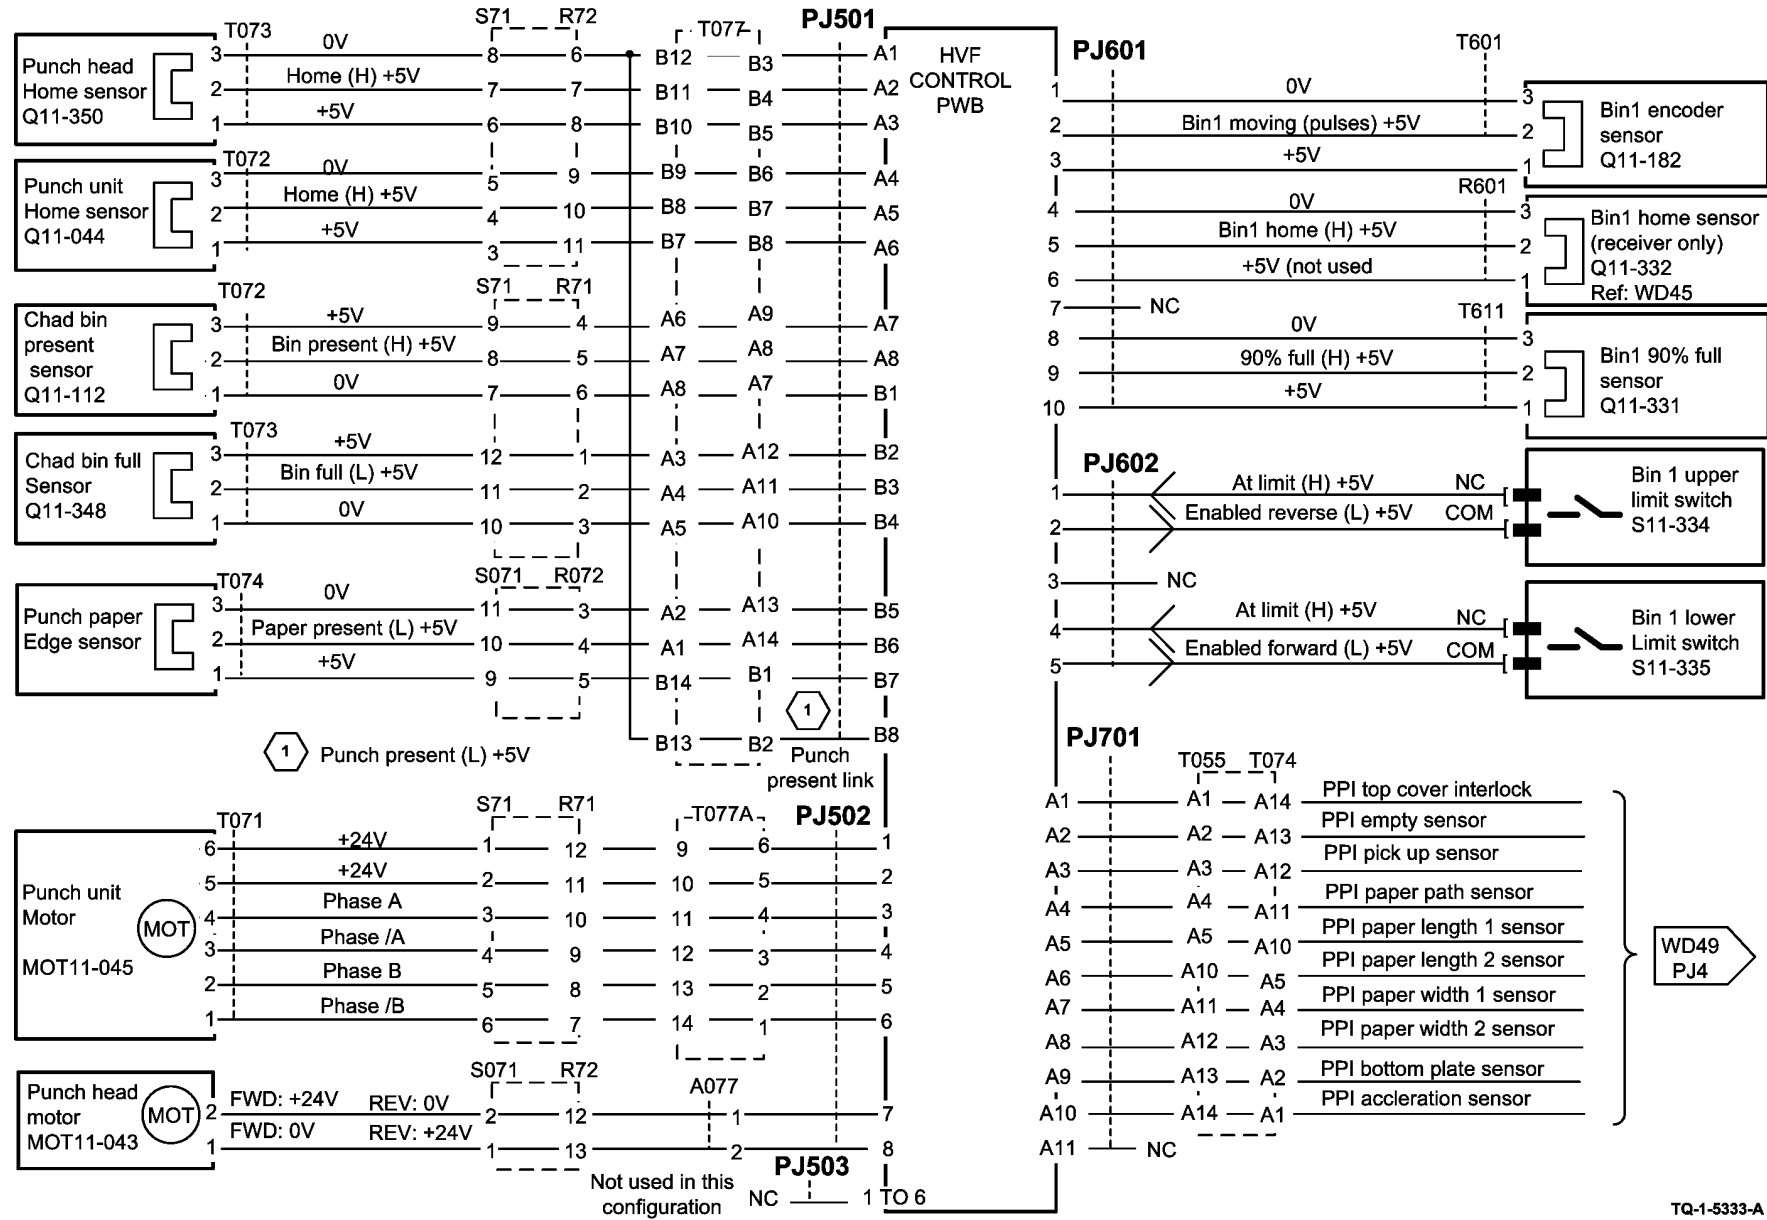 S71 R72 T077 PJ501
T073
Punch head
Home sensor
Q11-350
3 0V 8 6 B12 B3 A1
2 Home (H) +5V 7 7 B11 B4 A2
1 +5V 6 8 B10 B5 A3
T072
Punch unit
Home sensor
Q11-044
3 0V 5 9 B9 B6 A4
2 Home (H) +5V 4 10 B8 B7 A5
1 +5V 3 11 B7 B8 A6
T072 S71 R71
Chad bin
present
sensor
Q11-112
3 +5V 9 4 A6 A9 A7
2 Bin present (H) +5V 8 5 A7 A8 A8
1 0V 7 6 A8 A7 B1
T073
Chad bin full
Sensor
Q11-348
3 +5V 12 1 A3 A12 B2
2 Bin full (L) +5V 11 2 A4 A11 B3
1 0V 10 3 A5 A10 B4
T074 S071 R072
Punch paper
Edge sensor
3 0V 11 3 A2 A13 B5
2 Paper present (L) +5V 10 4 A1 A14 B6
1 +5V 9 5 B14 B1 B7
1
B13 B2 B8
1 Punch present (L) +5V
Punch
present link
S71 R71 T077A PJ502
T071
Punch unit
Motor
MOT
MOT11-045
6 +24V 1 12 9 6 1
5 +24V 2 11 10 5 2
4 Phase A 3 10 11 4 3
3 Phase /A 4 9 12 3 4
2 Phase B 5 8 13 2 5
1 Phase /B 6 7 14 1 6
S071 R72 A077
Punch head
motor
MOT11-043
MOT
2 FWD: +24V REV: 0V 2 12 1 7
1 FWD: 0V REV: +24V 1 13 2 8
Not used in this
configuration
PJ503
NC 1 TO 6
HVF
CONTROL
PWB
PJ601 T601
1 0V 3
2 Bin1 moving (pulses) +5V 2
3 +5V 1
Bin1 encoder
sensor
Q11-182
R601
4 0V 3
5 Bin1 home (H) +5V 2
6 +5V (not used 1
Bin1 home sensor
(receiver only)
Q11-332
Ref: WD45
7 NC
T611
8 0V 3
9 90% full (H) +5V 2
10 +5V 1
Bin1 90% full
sensor
Q11-331
PJ602
1 At limit (H) +5V NC
2 Enabled reverse (L) +5V COM
Bin 1 upper
limit switch
S11-334
3 NC
4 At limit (H) +5V NC
5 Enabled forward (L) +5V COM
Bin 1 lower
Limit switch
S11-335
PJ701
T055 T074
A1 A1 A14 PPI top cover interlock
A2 A2 A13 PPI empty sensor
A3 A3 A12 PPI pick up sensor
A4 A4 A11 PPI paper path sensor
A5 A5 A10 PPI paper length 1 sensor
A6 A10 A5 PPI paper length 2 sensor
A7 A11 A4 PPI paper width 1 sensor
A8 A12 A3 PPI paper width 2 sensor
A9 A13 A2 PPI bottom plate sensor
A10 A14 A1 PPI accleration sensor
A11 NC
WD49
PJ4
TQ-1-5333-A